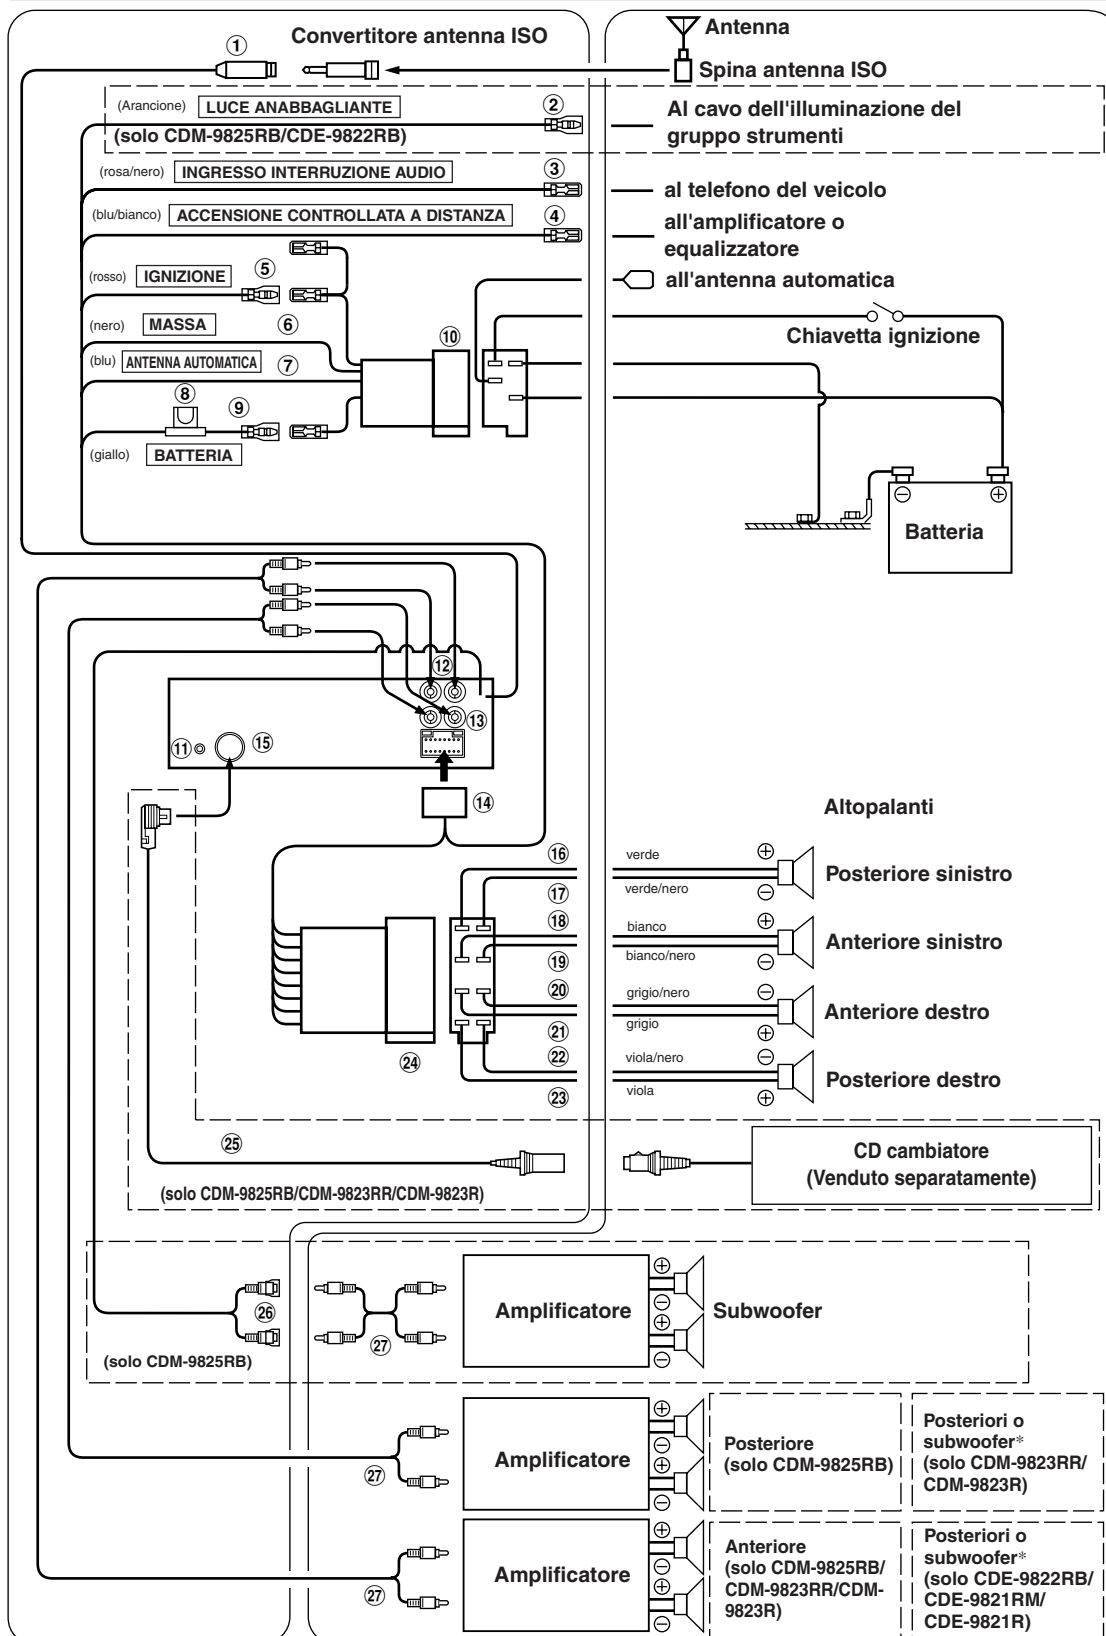 Convertitore antenna ISO
Antenna
①
Spina antenna ISO
(Arancione) LUCE ANABBAGLIANTE ②
(solo CDM-9825RB/CDE-9822RB)
Al cavo dell'illuminazione del
gruppo strumenti
(rosa/nero) INGRESSO INTERRUZIONE AUDIO ③
al telefono del veicolo
(blu/bianco) ACCENSIONE CONTROLLATA A DISTANZA ④
all'amplificatore o
equalizzatore
(rosso) IGNIZIONE ⑤
all'antenna automatica
(nero) MASSA ⑥ ⑩
Chiavetta ignizione
(blu) ANTENNA AUTOMATICA ⑦
⑧ ⑨
(giallo) BATTERIA
⊖ ⊕
Batteria
⑫
⑬
⑪ ⑮
⑭
Altopalanti
⑯ verde ⊕
Posteriore sinistro
⑰ verde/nero ⊖
⑱ bianco ⊕
Anteriore sinistro
⑲ bianco/nero ⊖
⑳ grigio/nero ⊖
Anteriore destro
㉑ grigio ⊕
㉒ viola/nero ⊖
Posteriore destro
㉓ viola ⊕
㉔
㉕
CD cambiatore
(Venduto separatamente)
(solo CDM-9825RB/CDM-9823RR/CDM-9823R)
㉖
㉗
Amplificatore
⊕
⊖
⊕
⊖
Subwoofer
(solo CDM-9825RB)
㉗
Amplificatore
⊕
⊖
⊕
⊖
Posteriore
(solo CDM-9825RB)
Posteriori o
subwoofer*
(solo CDM-9823RR/
CDM-9823R)
㉗
Amplificatore
⊕
⊖
⊕
⊖
Anteriore
(solo CDM-9825RB/
CDM-9823RR/CDM-
9823R)
Posteriori o
subwoofer*
(solo CDE-9822RB/
CDE-9821RM/
CDE-9821R)